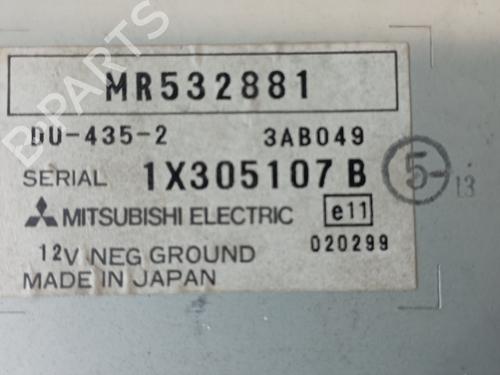 MR532881
DU-435-2 3AB049
SERIAL 1X305107 B
5-
13
MITSUBISHI ELECTRIC e11
12V NEG GROUND 020299
MADE IN JAPAN
B-PARTS